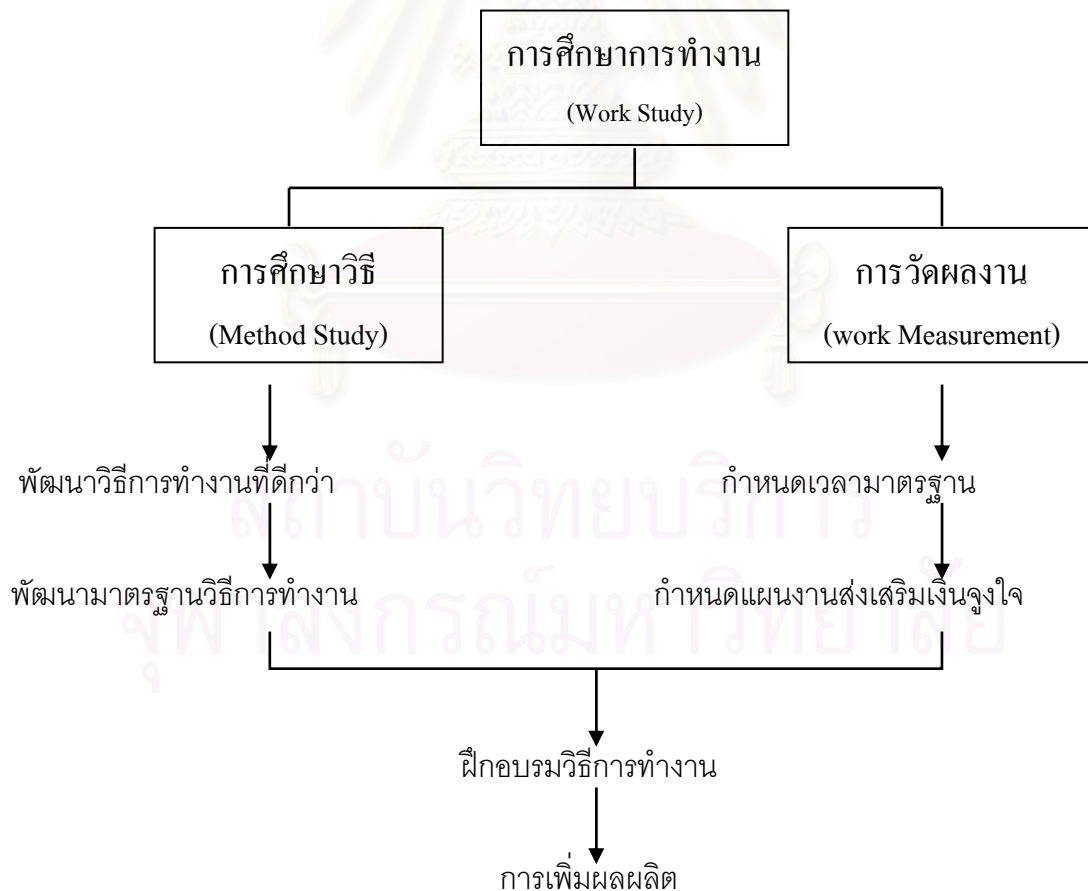 การศึกษาการทำงาน
(Work Study)
การศึกษาวิธี
(Method Study)
การวัดผลงาน
(work Measurement)
พัฒนาวิธีการทำงานที่ดีกว่า
กำหนดเวลามาตรฐาน
สถาบันวิทยบริการ
พัฒนามาตรฐานวิธีการทำงาน
กำหนดแผนงานส่งเสริมเงินจูงใจ
จุฬาลงกรณ์มหาวิทยาลัย
ฝึกอบรมวิธีการทำงาน
การเพิ่มผลผลิต